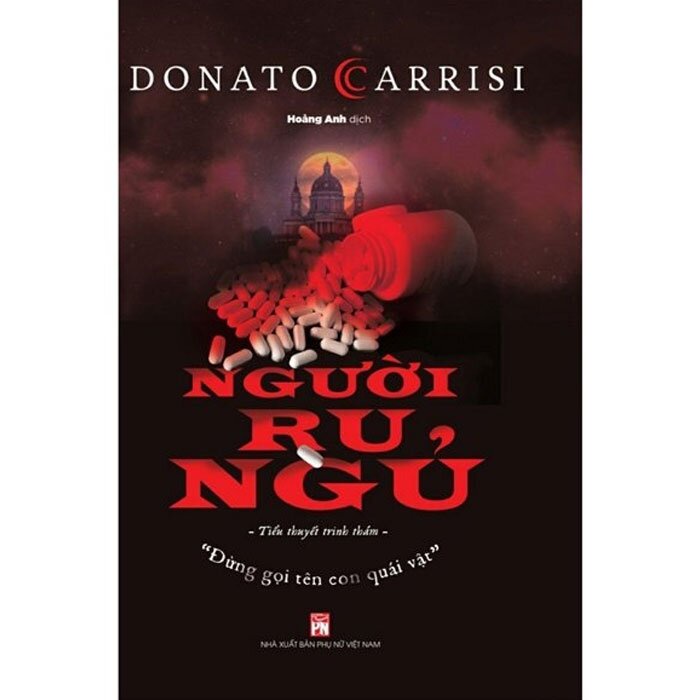 DONATO CARRISI
Hoàng Anh dịch
NGƯỜI
RU
NGỦ
- Tiểu thuyết trinh thám -
"Đừng gọi tên con quái vật"
PN
NHÀ XUẤT BẢN PHỤ NỮ VIỆT NAM